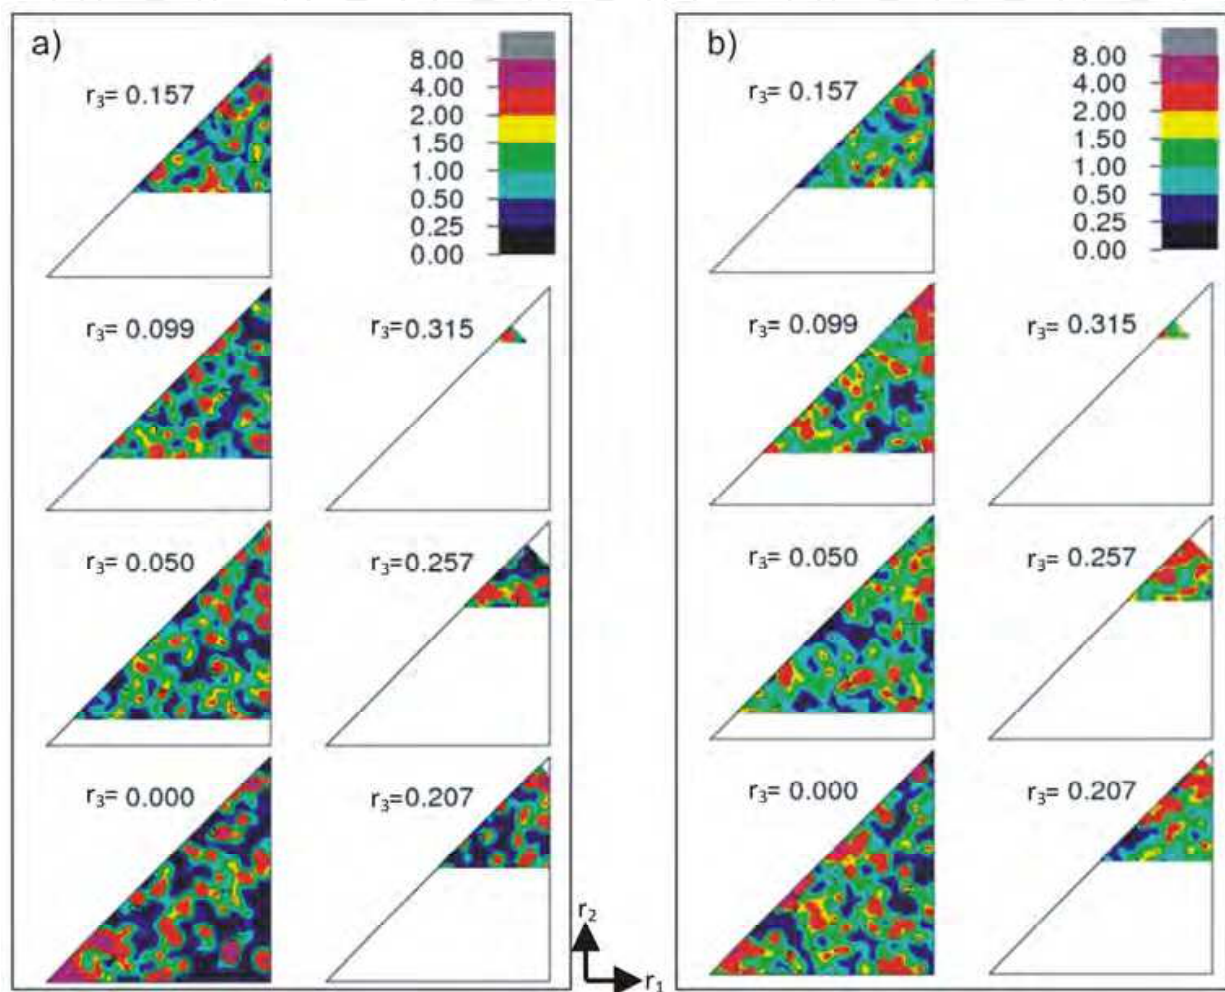 a)
8.00
4.00
2.00
1.50
1.00
0.50
0.25
0.00
r3= 0.157
r3= 0.099
r3=0.315
r3= 0.050
r3=0.257
r3= 0.000
r3=0.207
r2
r1
b)
8.00
4.00
2.00
1.50
1.00
0.50
0.25
0.00
r3= 0.157
r3= 0.099
r3= 0.315
r3= 0.050
r3= 0.257
r3= 0.000
r3= 0.207